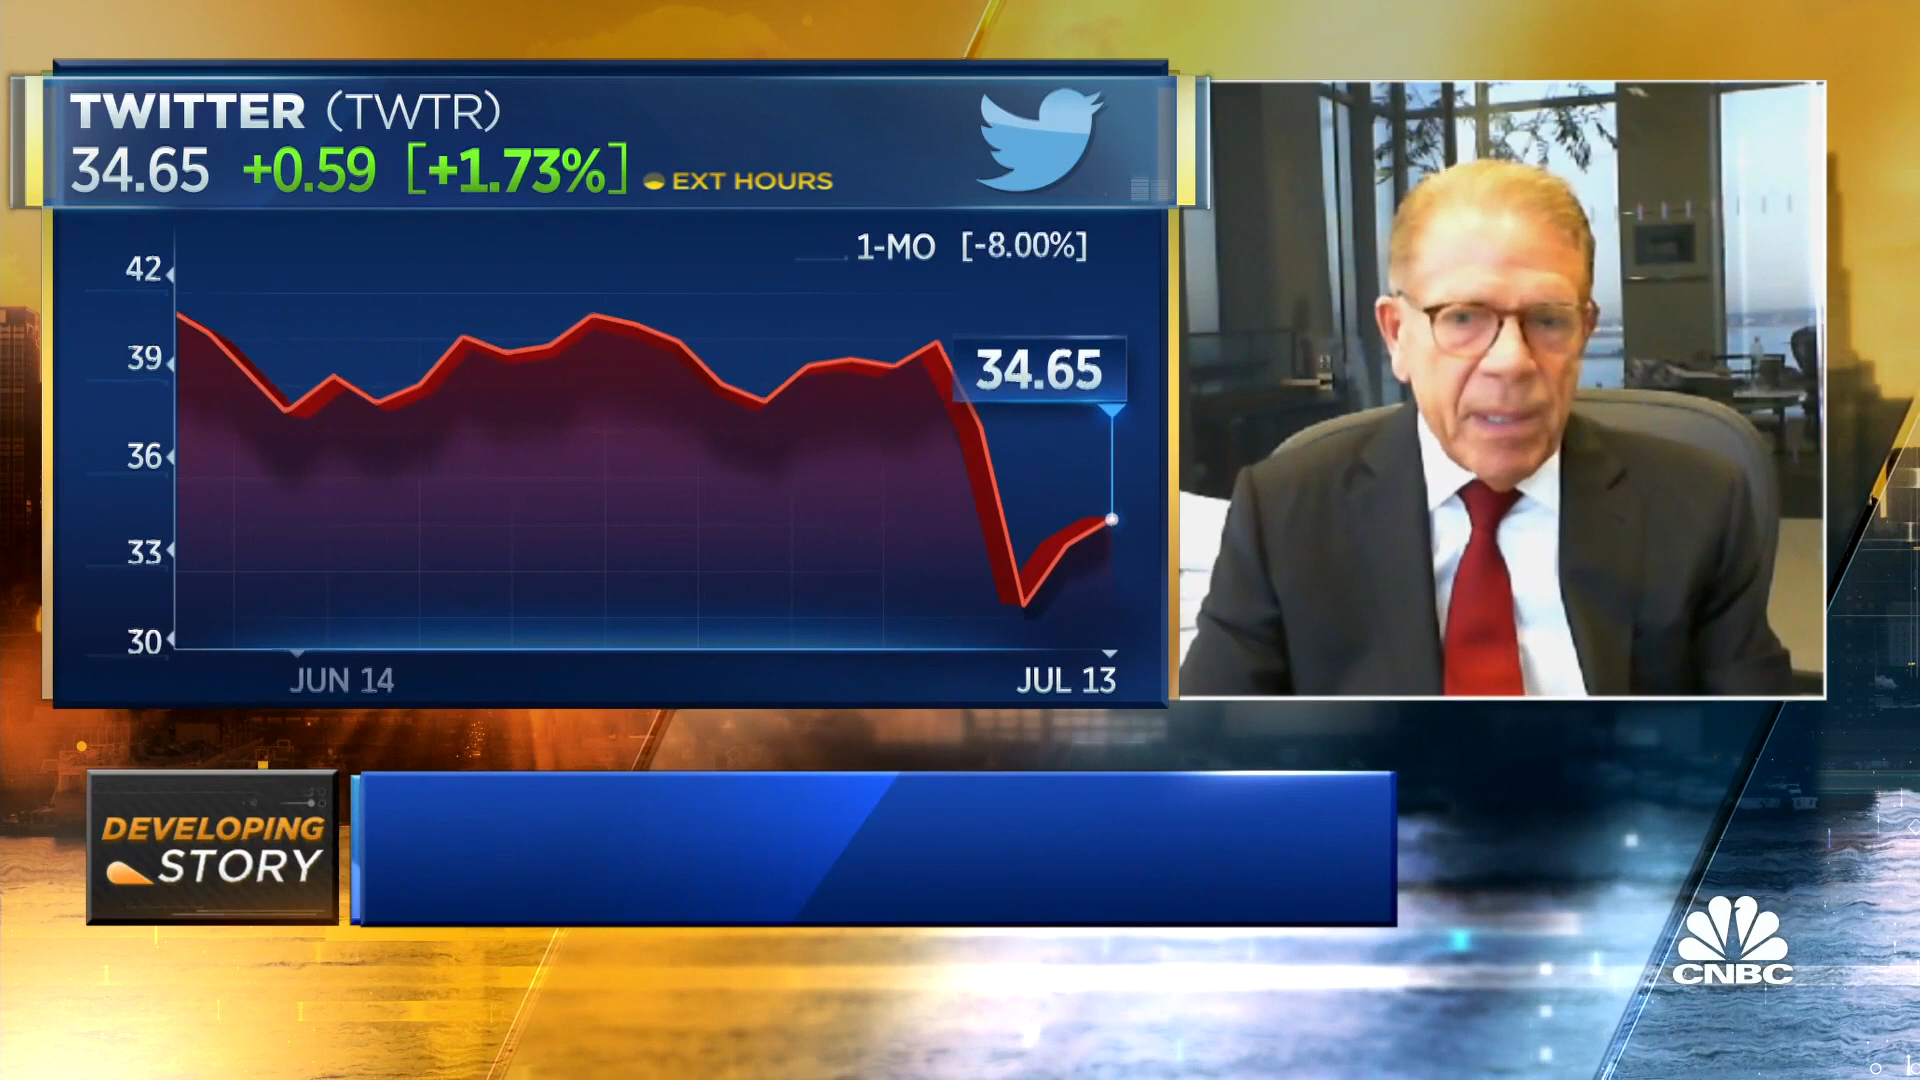 TWITTER (TWTR)
34.65 +0.59 [+1.73%] EXT HOURS
1-MO [-8.00%]
42
39
36
33
30
34.65
JUN 14
JUL 13
DEVELOPING
STORY
CNBC